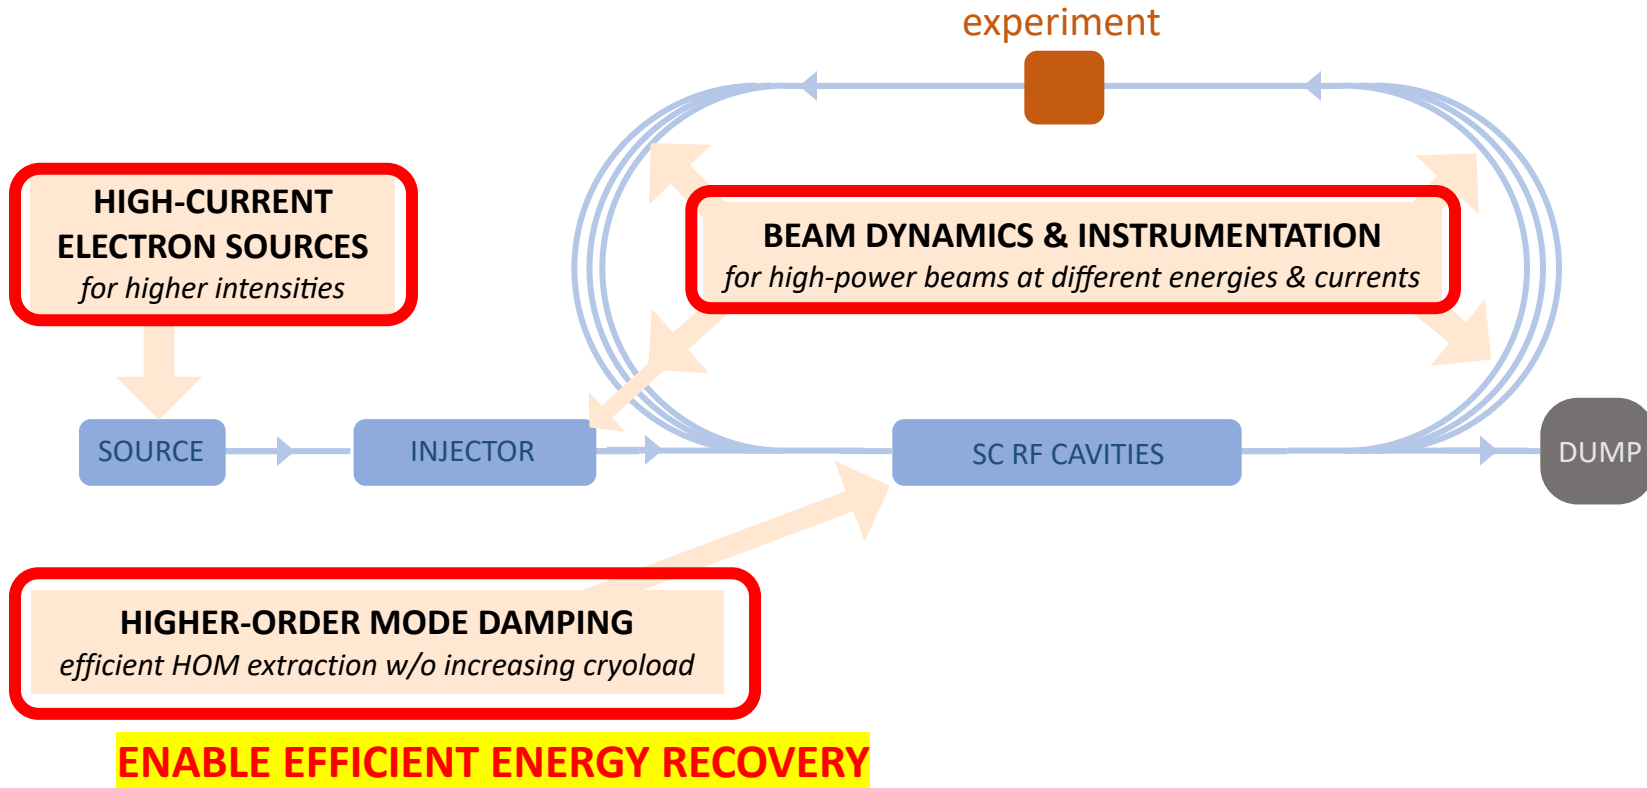 experiment
HIGH-CURRENT
ELECTRON SOURCES
for higher intensities
BEAM DYNAMICS & INSTRUMENTATION
for high-power beams at different energies & currents
SOURCE
INJECTOR
SC RF CAVITIES
DUMP
HIGHER-ORDER MODE DAMPING
efficient HOM extraction w/o increasing cryoload
ENABLE EFFICIENT ENERGY RECOVERY